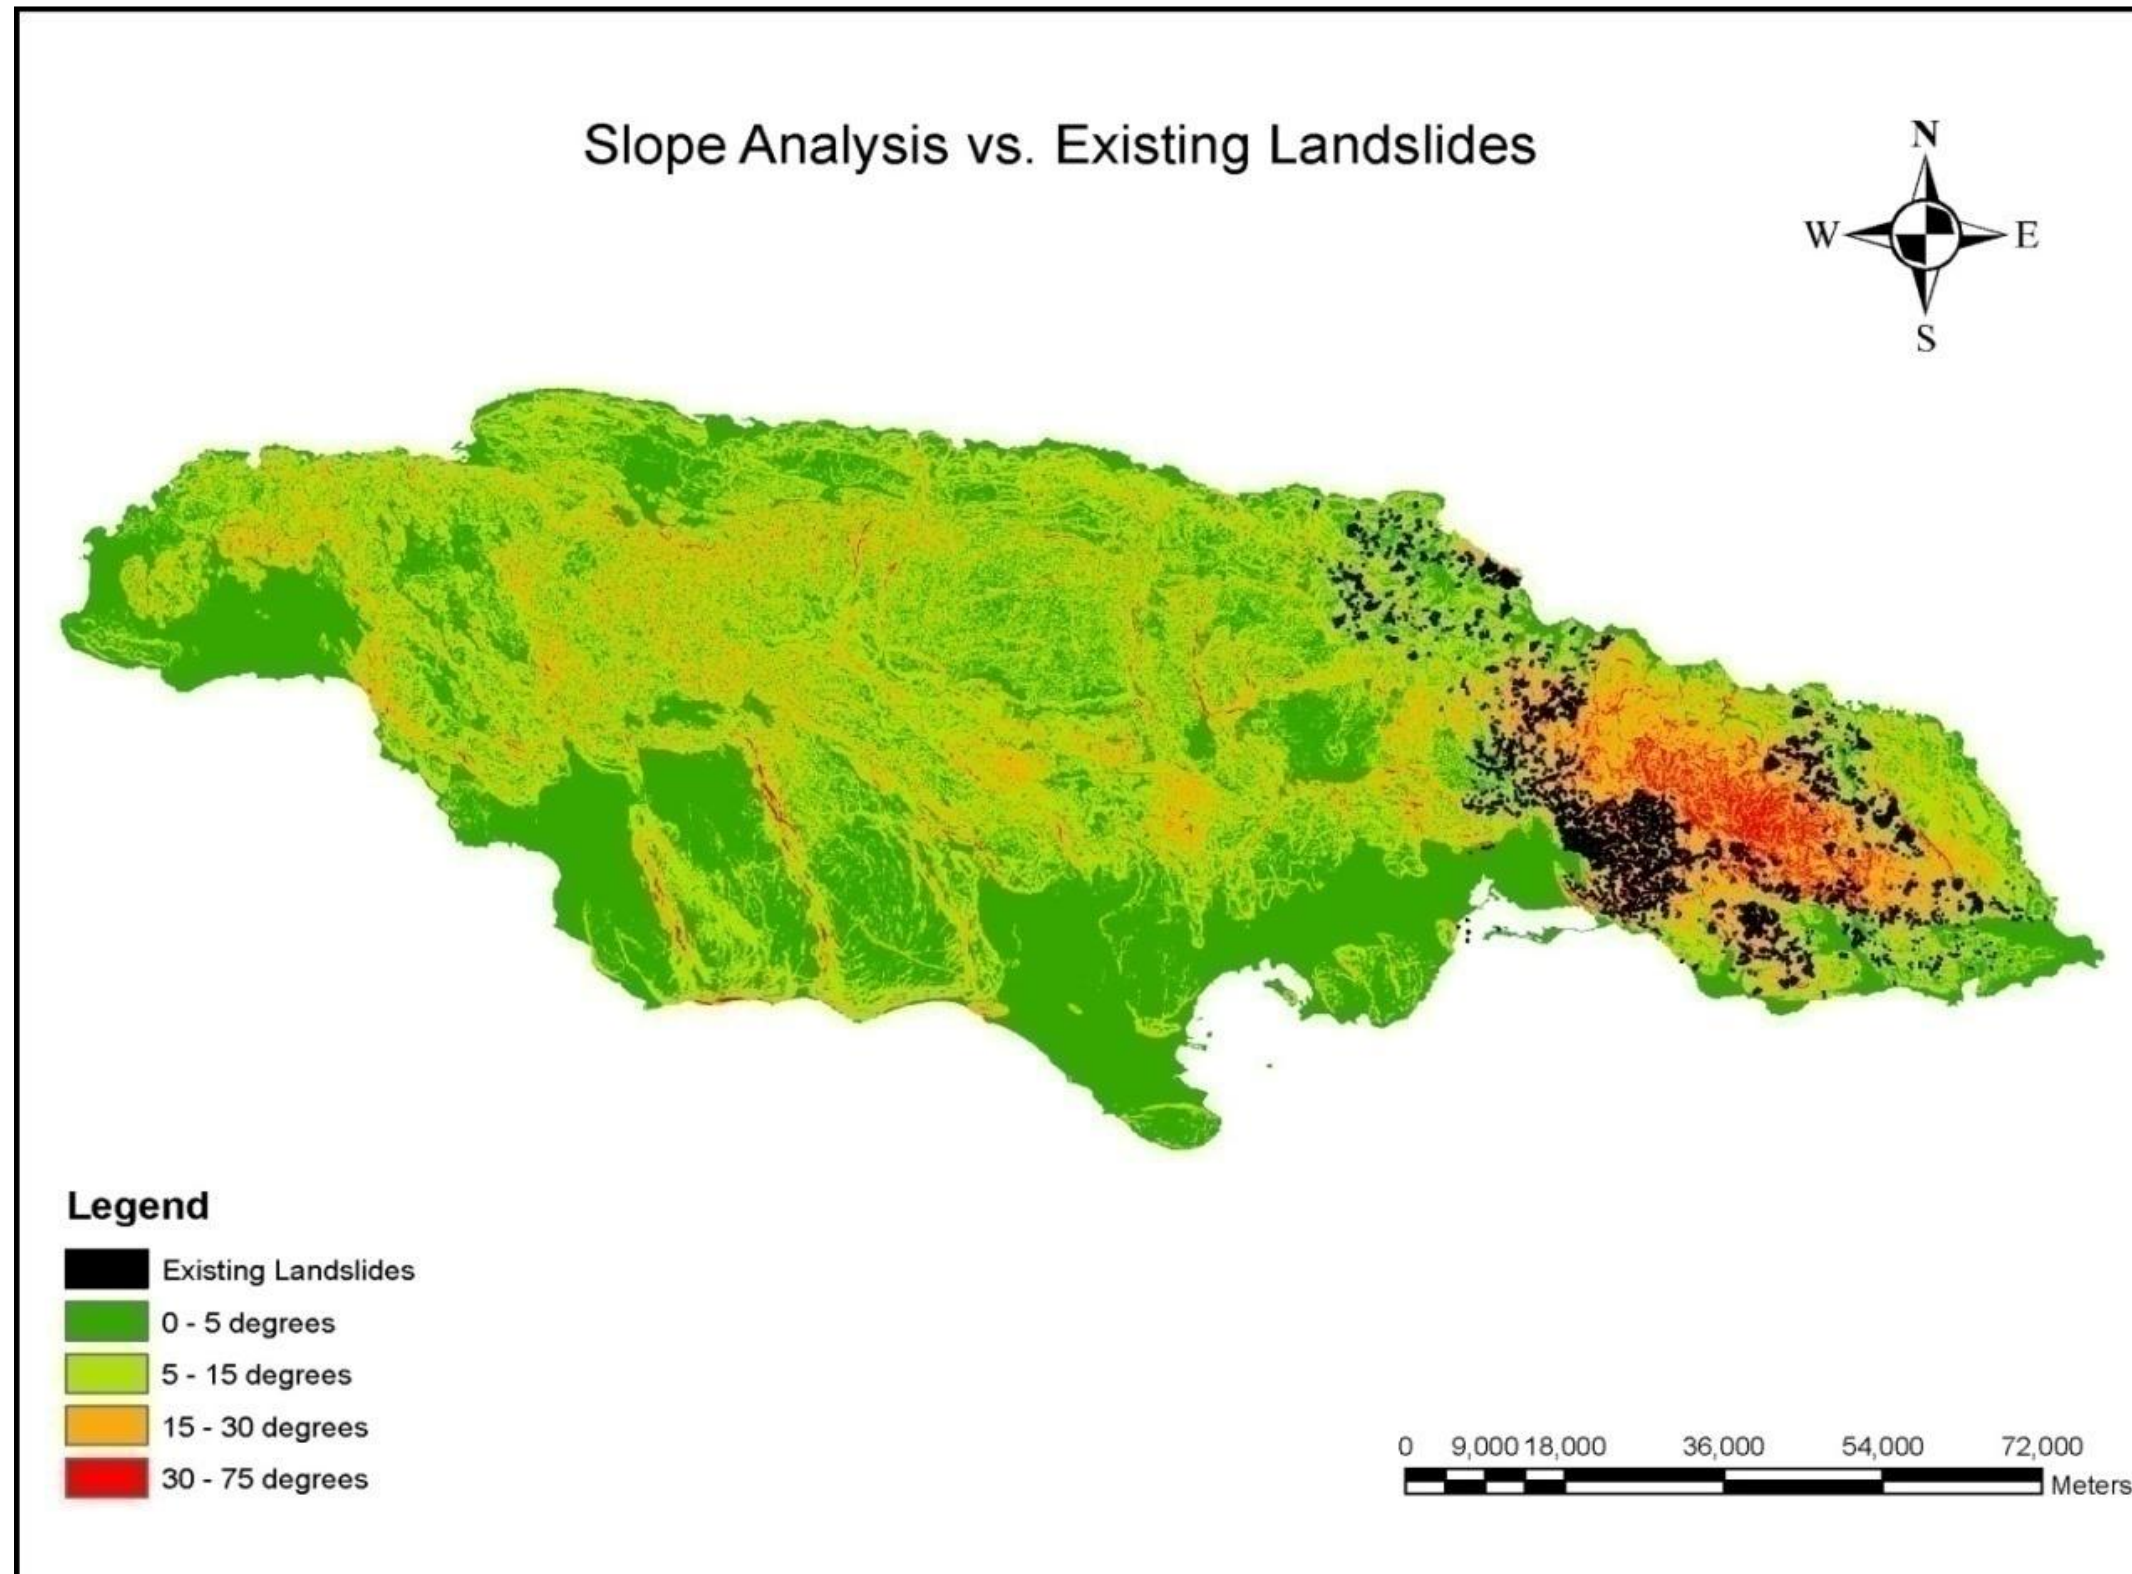 Slope Analysis vs. Existing Landslides
N
W E
S
Legend
Existing Landslides
0 - 5 degrees
5 - 15 degrees
15 - 30 degrees
30 - 75 degrees
0 9,000 18,000 36,000 54,000 72,000
Meters